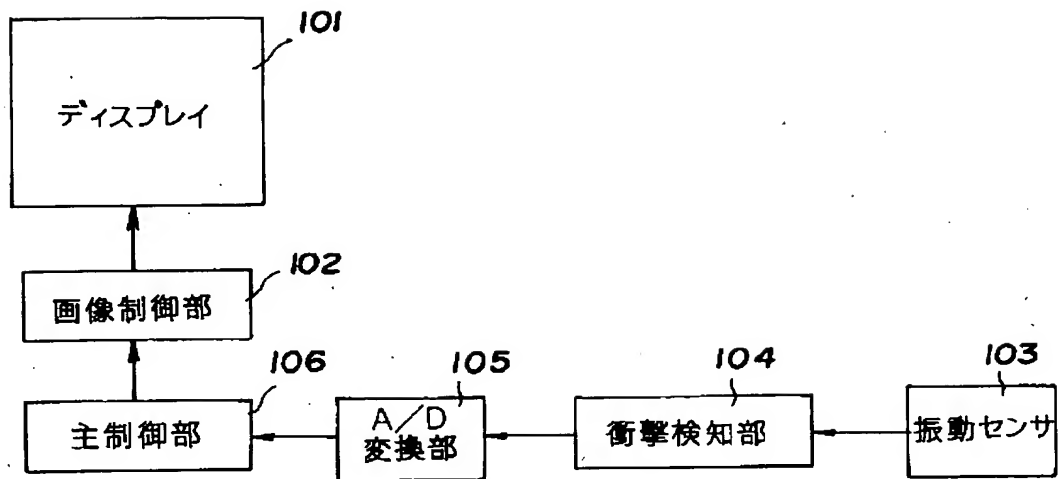 101
ディスプレイ
102
画像制御部
106
主制御部
105
A/D
変換部
104
衝撃検知部
103
振動センサ